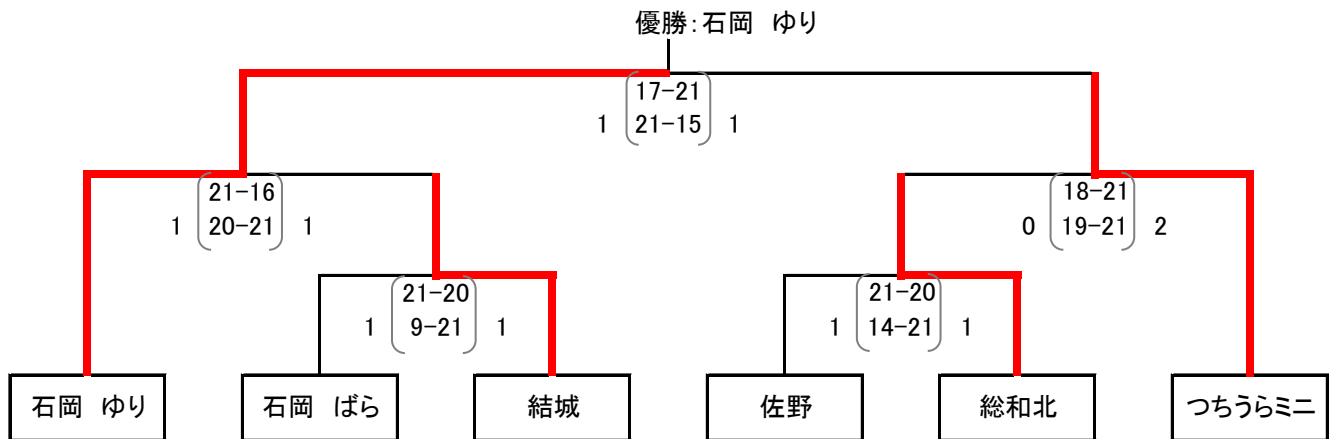 優勝：石岡　ゆり
17-21
1 21-15 1
21-16
1 20-21 1
18-21
0 19-21 2
21-20
1 9-21 1
21-20
1 14-21 1
石岡　ゆり
石岡　ばら
結城
佐野
総和北
つちうらミニ